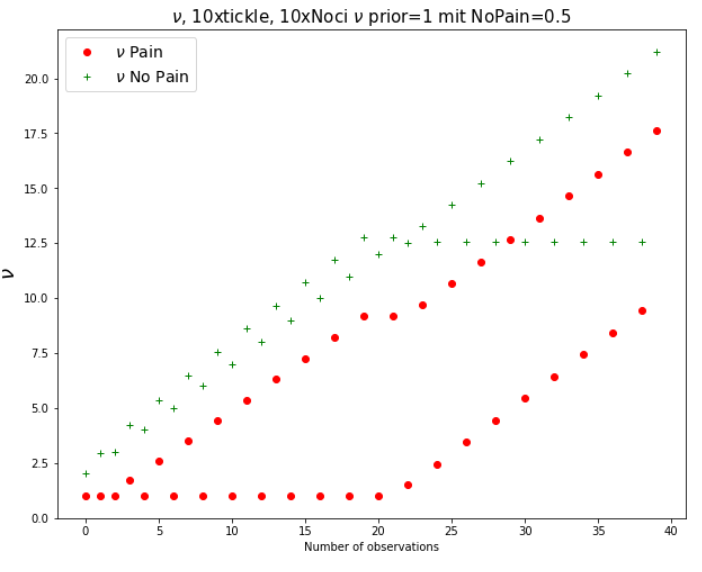 ν, 10xtickle, 10xNoci ν prior=1 mit NoPain=0.5
ν Pain
ν No Pain
20.0
17.5
15.0
12.5
10.0
7.5
5.0
2.5
0.0
ν
0 5 10 15 20 25 30 35 40
Number of observations